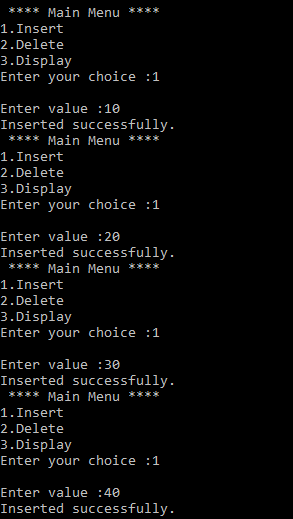 **** Main Menu ****
1.Insert
2.Delete
3.Display
Enter your choice :1
Enter value :10
Inserted successfully.
**** Main Menu ****
1.Insert
2.Delete
3.Display
Enter your choice :1
Enter value :20
Inserted successfully.
**** Main Menu ****
1.Insert
2.Delete
3.Display
Enter your choice :1
Enter value :30
Inserted successfully.
**** Main Menu ****
1.Insert
2.Delete
3.Display
Enter your choice :1
Enter value :40
Inserted successfully.